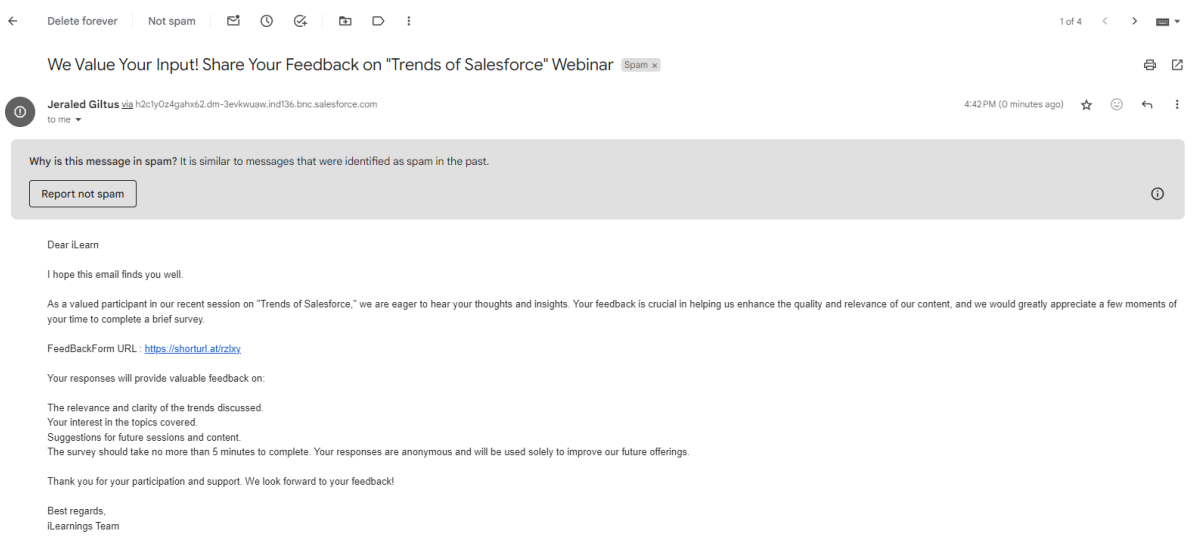 Delete forever Not spam 1 of 4
We Value Your Input! Share Your Feedback on "Trends of Salesforce" Webinar Spam ×
Jeraled Giltus via h2c1y0z4gahx62.dm-3evkwuaw.ind136.bnc.salesforce.com 4:42 PM (0 minutes ago)
to me
Why is this message in spam? It is similar to messages that were identified as spam in the past.
Report not spam
Dear iLearn
I hope this email finds you well.
As a valued participant in our recent session on "Trends of Salesforce," we are eager to hear your thoughts and insights. Your feedback is crucial in helping us enhance the quality and relevance of our content, and we would greatly appreciate a few moments of
your time to complete a brief survey.
FeedBackForm URL : https://shorturl.at/rzlxy
Your responses will provide valuable feedback on:
The relevance and clarity of the trends discussed.
Your interest in the topics covered.
Suggestions for future sessions and content.
The survey should take no more than 5 minutes to complete. Your responses are anonymous and will be used solely to improve our future offerings.
Thank you for your participation and support. We look forward to your feedback!
Best regards,
iLearnings Team